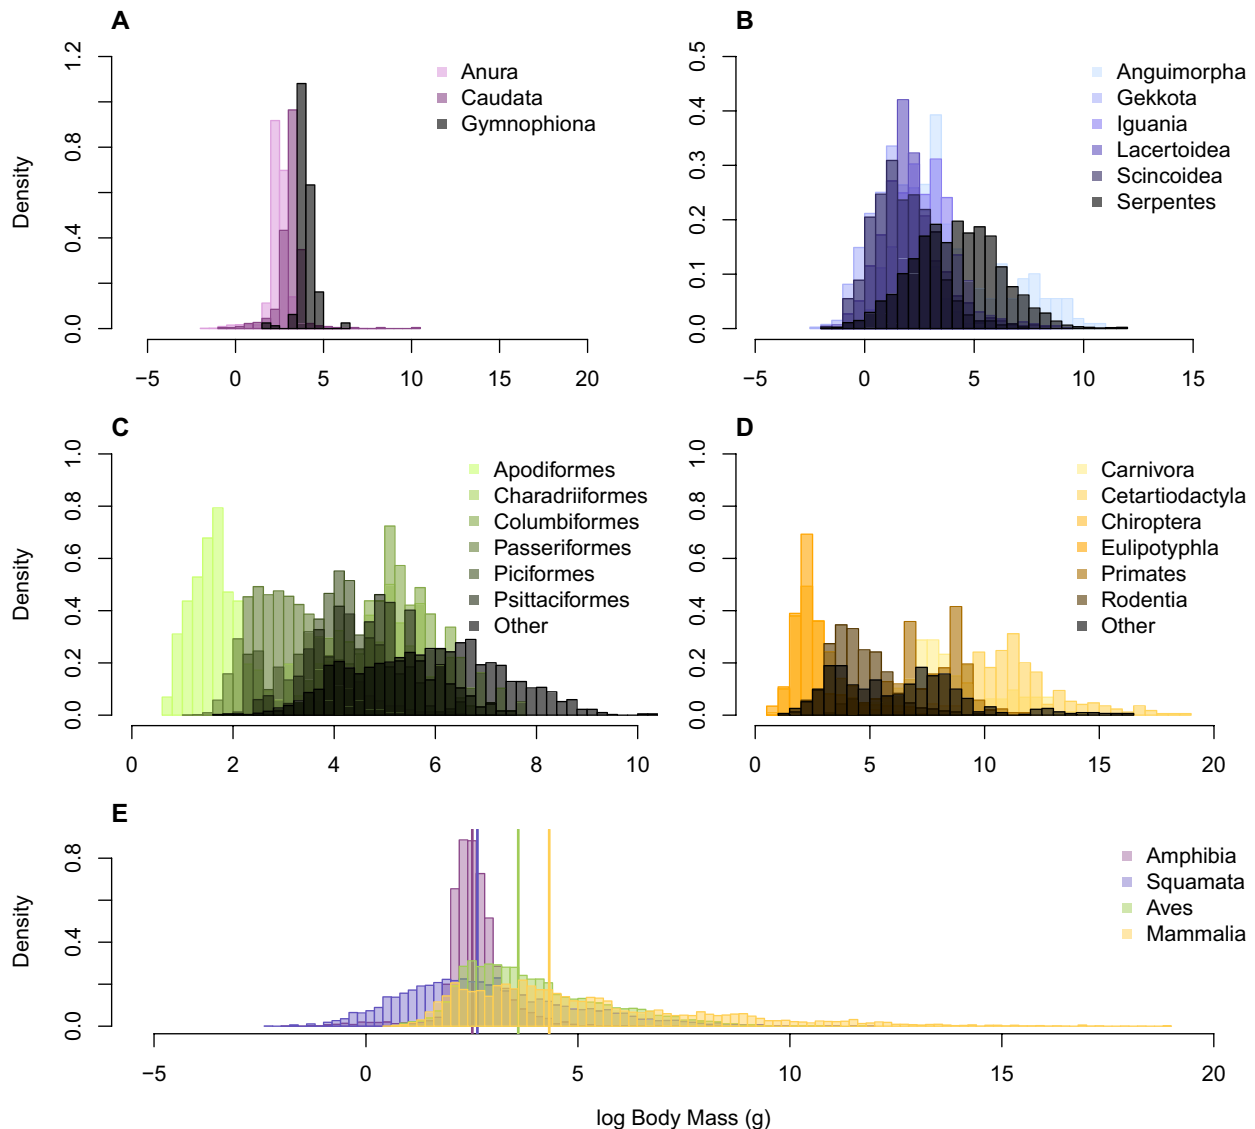 A
Density
0.0 0.4 0.8 1.2
−5 0 5 10 15 20
Anura
Caudata
Gymnophiona
B
0.0 0.1 0.2 0.3 0.4 0.5
−5 0 5 10 15
Anguimorpha
Gekkota
Iguania
Lacertoidea
Scincoidea
Serpentes
C
Density
0.0 0.2 0.4 0.6 0.8 1.0
2 4 6 8 10
Apodiformes
Charadriiformes
Columbiformes
Passeriformes
Piciformes
Psittaciformes
Other
D
0.0 0.2 0.4 0.6 0.8 1.0
0 5 10 15 20
Carnivora
Cetartiodactyla
Chiroptera
Eulipotyphla
Primates
Rodentia
Other
E
Density
0.0 0.4 0.8
−5 0 5 10 15 20
Amphibia
Squamata
Aves
Mammalia
log Body Mass (g)